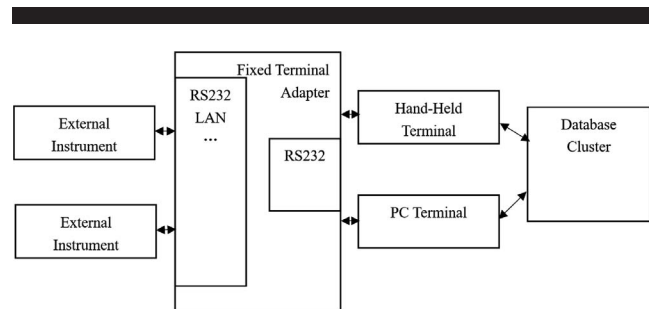 Fixed Terminal
Adapter
RS232
LAN
...
External
Instrument
External
Instrument
RS232
Hand-Held
Terminal
PC Terminal
Database
Cluster